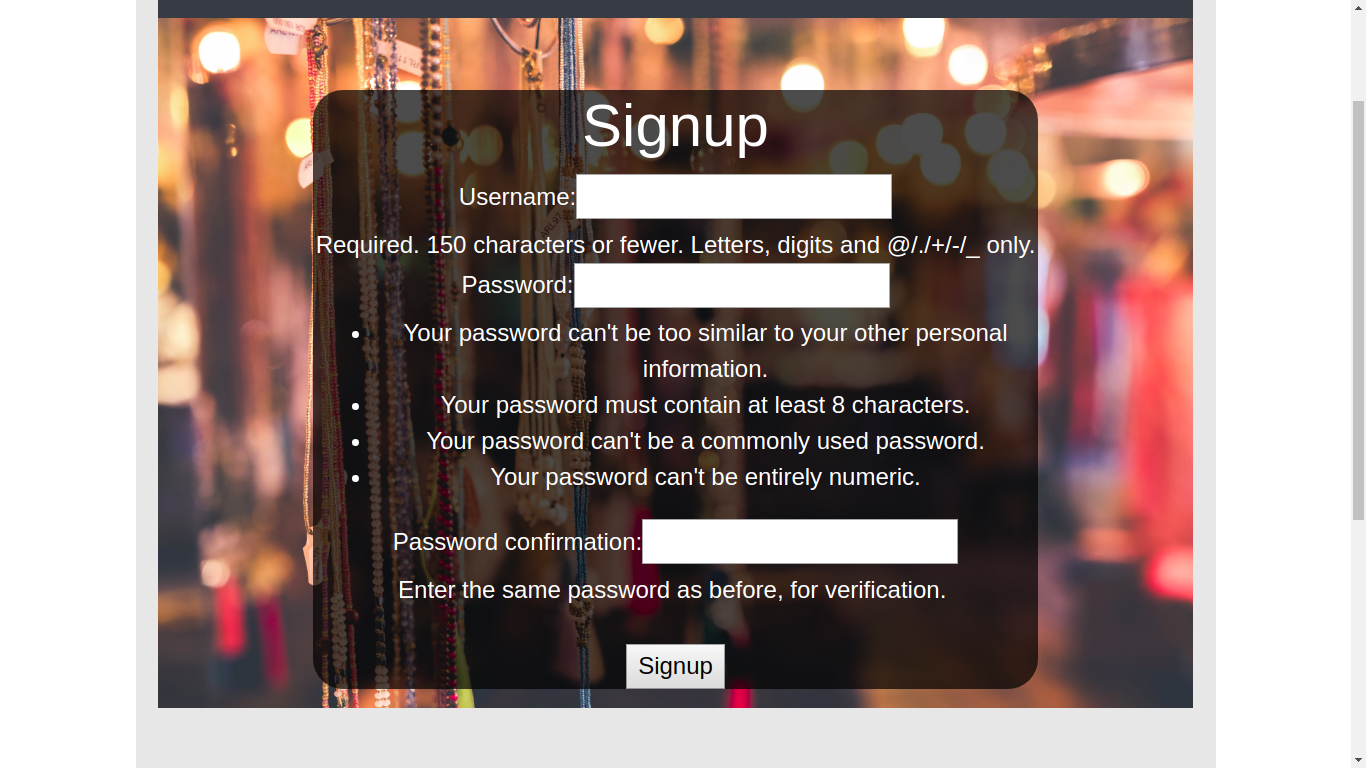 Signup
Username:
Required. 150 characters or fewer. Letters, digits and @/./+/-/_ only.
Password:
Your password can't be too similar to your other personal
information.
Your password must contain at least 8 characters.
Your password can't be a commonly used password.
Your password can't be entirely numeric.
Password confirmation:
Enter the same password as before, for verification.
Signup